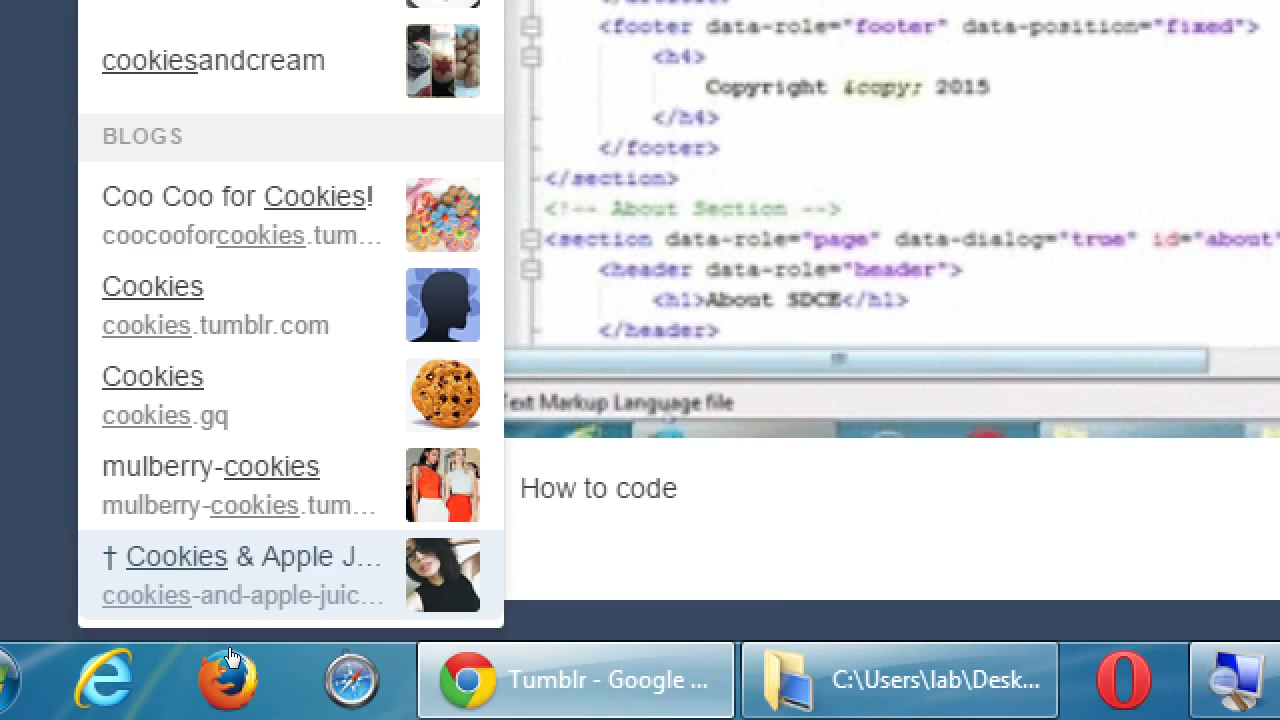 cookiesandcream
BLOGS
Coo Coo for Cookies!
coocooforcookies.tum...
Cookies
cookies.tumblr.com
Cookies
cookies.gq
mulberry-cookies
mulberry-cookies.tum...
† Cookies & Apple J...
cookies-and-apple-juic...
<footer data-role="footer" data-position="fixed">
<h4>
Copyright &copy; 2015
</h4>
</footer>
</section>
<!-- About Section -->
<section data-role="page" data-dialog="true" id="about"
<header data-role="header">
<h1>About SDCE</h1>
</header>
Text Markup Language file
How to code
Tumblr - Google ...
C:\Users\lab\Desk...